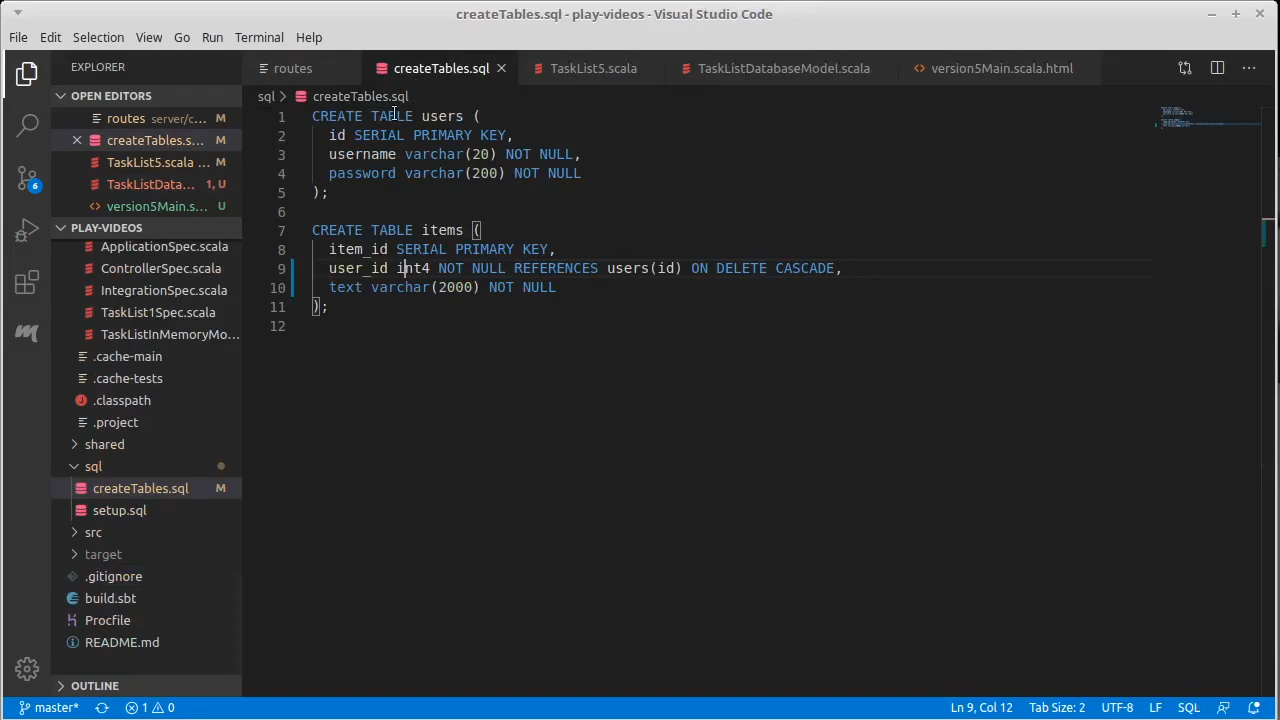 createTables.sql - play-videos - Visual Studio Code
File Edit Selection View Go Run Terminal Help
EXPLORER
routes createTables.sql TaskList5.scala TaskListDatabaseModel.scala version5Main.scala.html
OPEN EDITORS
routes server/c...
createTables.s... M
TaskList5.scala ... M
TaskListData... 1, U
version5Main.s... U
PLAY-VIDEOS
ApplicationSpec.scala
ControllerSpec.scala
IntegrationSpec.scala
TaskList1Spec.scala
TaskListInMemoryMo...
.cache-main
.cache-tests
.classpath
.project
shared
sql
createTables.sql M
setup.sql
src
target
.gitignore
build.sbt
Procfile
README.md
OUTLINE
6
sql createTables.sql
1 CREATE TABLE users (
2 id SERIAL PRIMARY KEY,
3 username varchar(20) NOT NULL,
4 password varchar(200) NOT NULL
5 );
6
7 CREATE TABLE items (
8 item_id SERIAL PRIMARY KEY,
9 user_id int4 NOT NULL REFERENCES users(id) ON DELETE CASCADE,
10 text varchar(2000) NOT NULL
11 );
12
master* 1 0 Ln 9, Col 12 Tab Size: 2 UTF-8 LF SQL